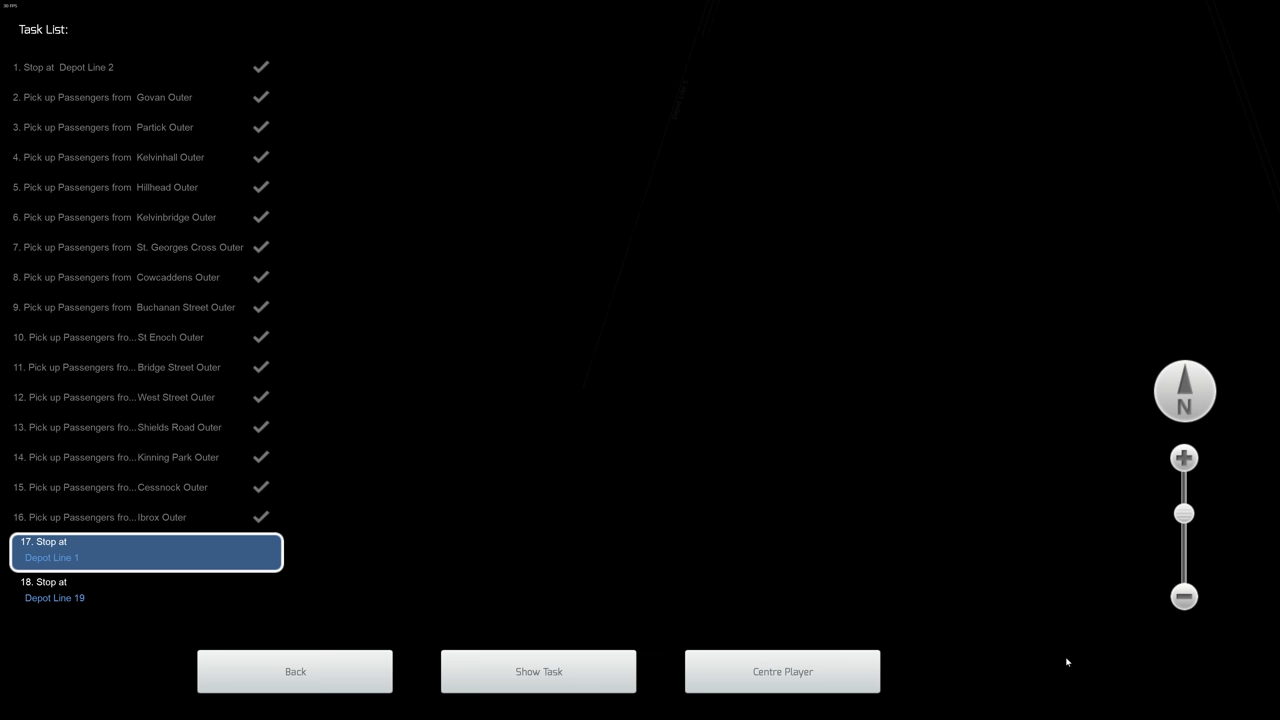 30 FPS
Task List:
1. Stop at Depot Line 2
2. Pick up Passengers from Govan Outer
3. Pick up Passengers from Partick Outer
4. Pick up Passengers from Kelvinhall Outer
5. Pick up Passengers from Hillhead Outer
6. Pick up Passengers from Kelvinbridge Outer
7. Pick up Passengers from St. Georges Cross Outer
8. Pick up Passengers from Cowcaddens Outer
9. Pick up Passengers from Buchanan Street Outer
10. Pick up Passengers fro... St Enoch Outer
11. Pick up Passengers fro... Bridge Street Outer
12. Pick up Passengers fro... West Street Outer
13. Pick up Passengers fro... Shields Road Outer
14. Pick up Passengers fro... Kinning Park Outer
15. Pick up Passengers fro... Cessnock Outer
16. Pick up Passengers fro... Ibrox Outer
17. Stop at
Depot Line 1
18. Stop at
Depot Line 19
N
Back
Show Task
Centre Player